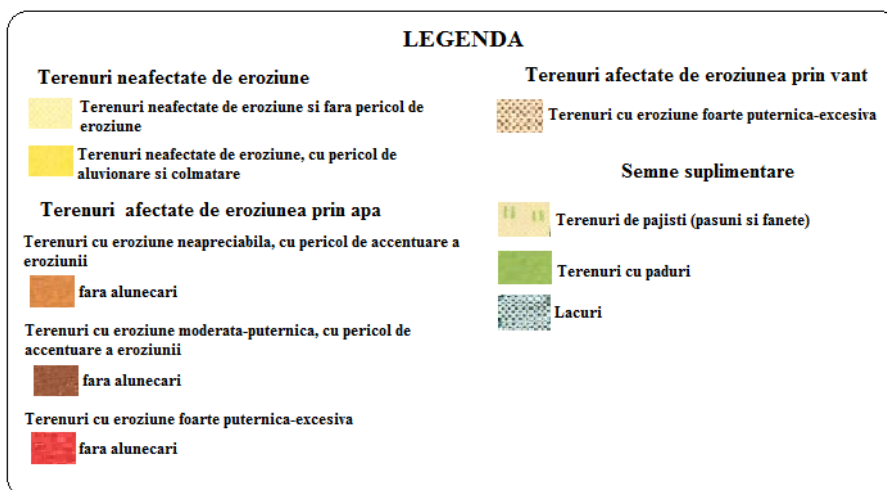 LEGENDA
Terenuri neafectate de eroziune
Terenuri neafectate de eroziune si fara pericol de
eroziune
Terenuri neafectate de eroziune, cu pericol de
aluvionare si colmatare
Terenuri  afectate de eroziunea prin apa
Terenuri cu eroziune neapreciabila, cu pericol de accentuare a
eroziunii
fara alunecari
Terenuri cu eroziune moderata-puternica, cu pericol de
accentuare a eroziunii
fara alunecari
Terenuri cu eroziune foarte puternica-excesiva
fara alunecari
Terenuri afectate de eroziunea prin vant
Terenuri cu eroziune foarte puternica-excesiva
Semne suplimentare
Terenuri de pajisti (pasuni si fanete)
Terenuri cu paduri
Lacuri